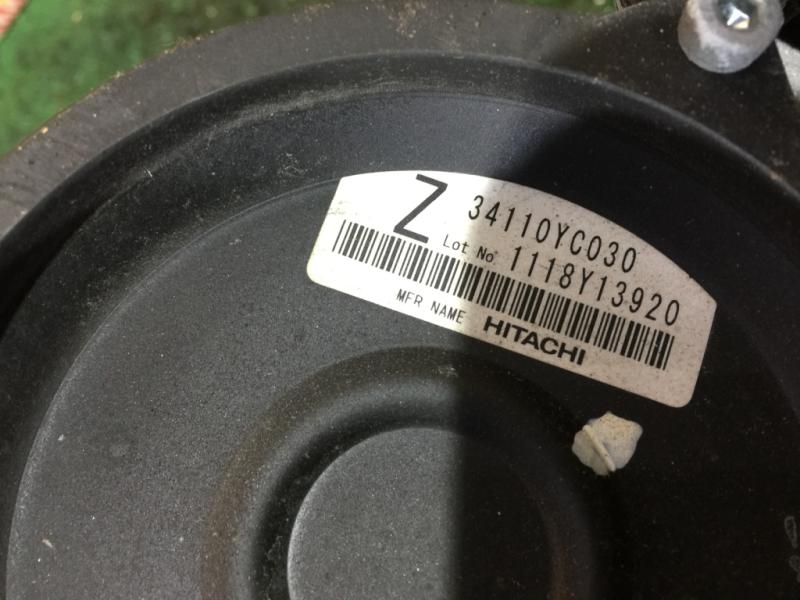 Z 34110YC030
Lot No 1118Y13920
MFR NAME HITACHI